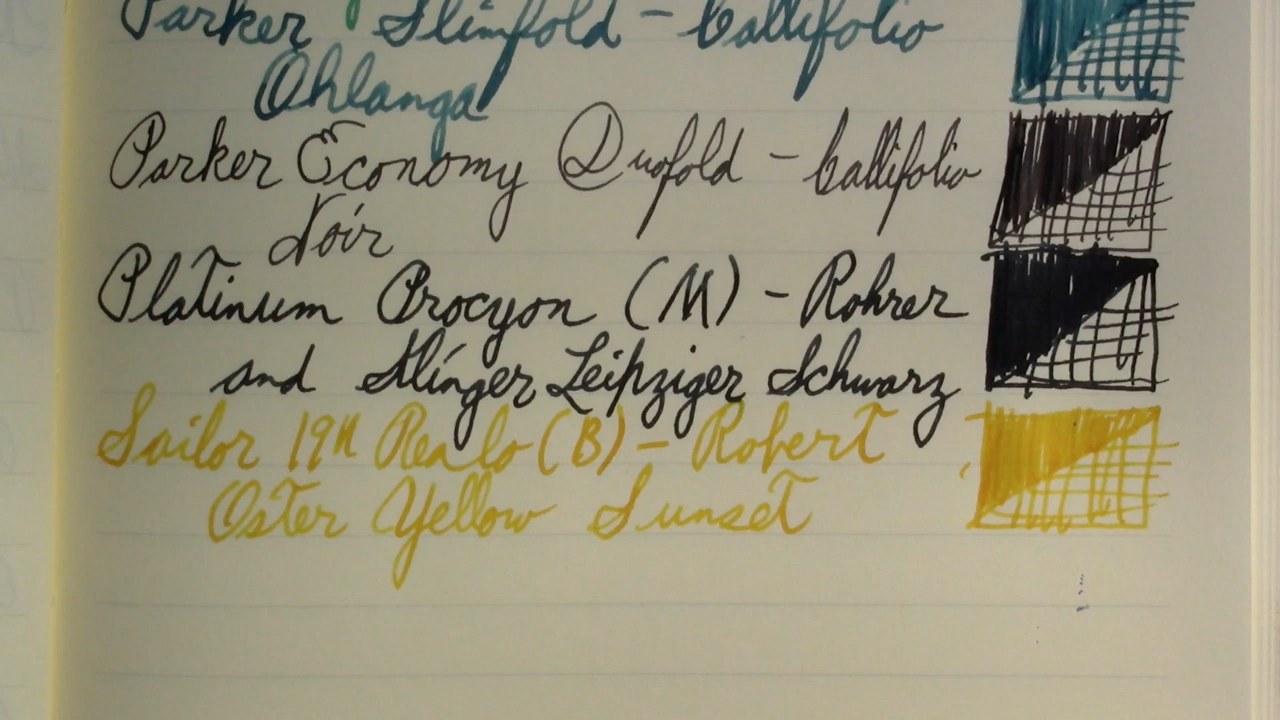 Parker Slimfold - Callifolio
Ohlanga
Parker Economy Duofold - Callifolio
Noir
Platinum Procyon (M) - Rohrer
and Klinger Leipziger Schwarz
Sailor 1911 Realo (B) - Robert
Oster Yellow Sunset